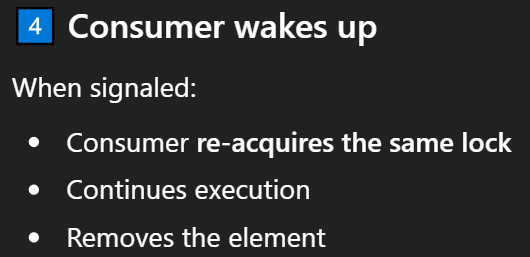 4 Consumer wakes up
When signaled:
• Consumer re-acquires the same lock
• Continues execution
• Removes the element